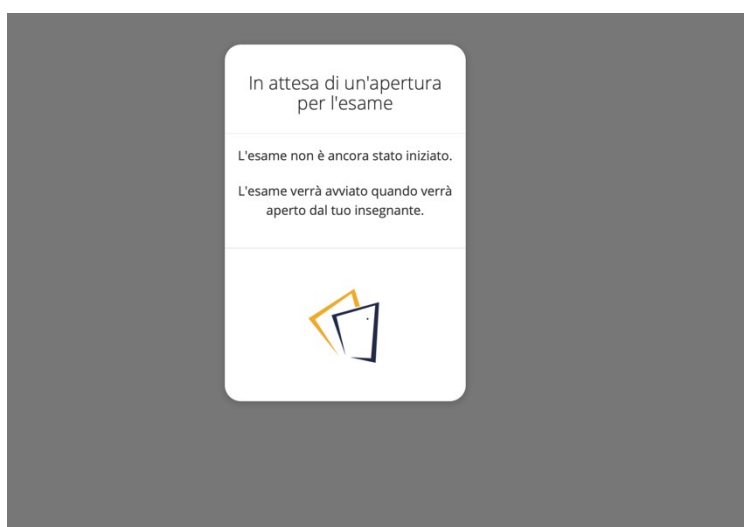 In attesa di un'apertura
per l'esame
L'esame non è ancora stato iniziato.
L'esame verrà avviato quando verrà
aperto dal tuo insegnante.